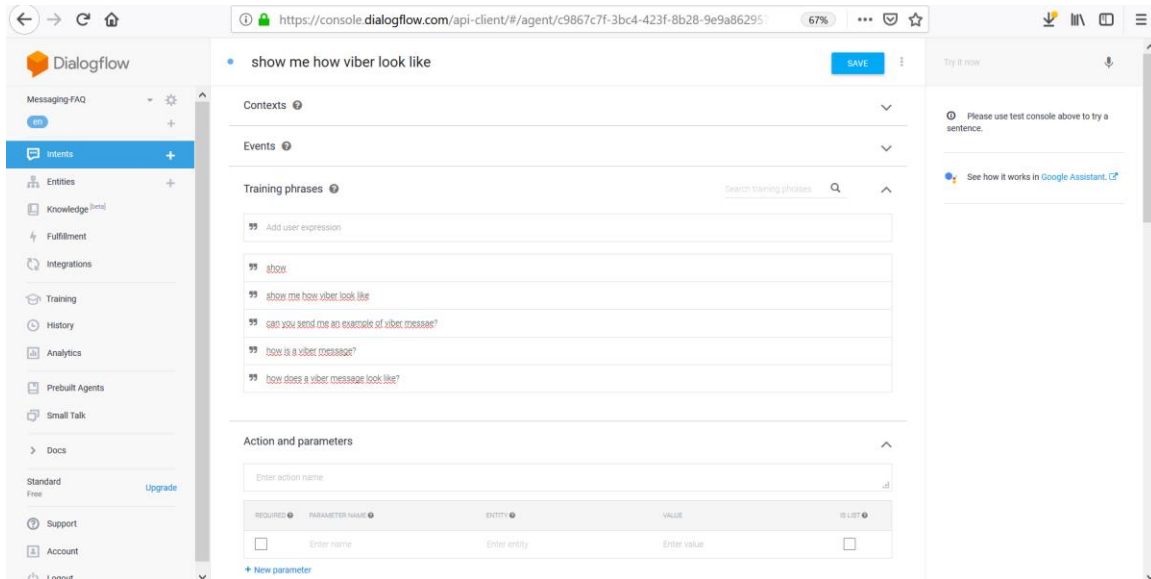 https://console.dialogflow.com/api-client/#/agent/c9867c7f-3bc4-423f-8b28-9e9a86295
67%
Dialogflow
Messaging-FAQ
en
Intents
Entities
Knowledge [beta]
Fulfillment
Integrations
Training
History
Analytics
Prebuilt Agents
Small Talk
Docs
Standard
Free
Upgrade
Support
Account
Logout
show me how viber look like
SAVE
Contexts
Events
Training phrases
Search training phrases
Add user expression
show
show me how viber look like
can you send me an example of viber messae?
how is a viber message?
how does a viber message look like?
Action and parameters
Enter action name
REQUIRED PARAMETER NAME ENTITY VALUE IS LIST
Enter name Enter entity Enter value
+ New parameter
Try it now
Please use test console above to try a
sentence.
See how it works in Google Assistant.